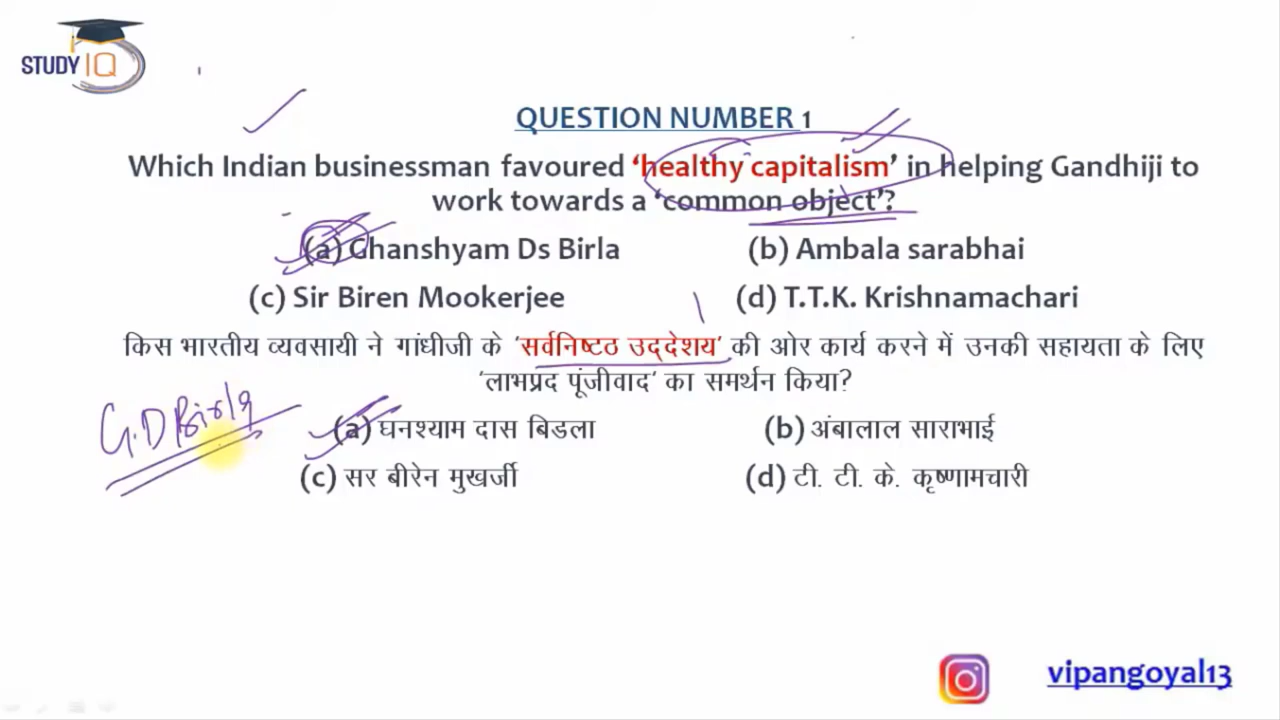 STUDY IQ
QUESTION NUMBER 1
Which Indian businessman favoured ‘healthy capitalism’ in helping Gandhiji to
work towards a ‘common object’?
(a) Ghanshyam Ds Birla (b) Ambala sarabhai
(c) Sir Biren Mookerjee (d) T.T.K. Krishnamachari
किस भारतीय व्यवसायी ने गांधीजी के ‘सर्वनिष्टठ उद्देशय’ की ओर कार्य करने में उनकी सहायता के लिए
‘लाभप्रद पूंजीवाद’ का समर्थन किया?
G.D Birla
(a) घनश्याम दास बिडला (b) अंबालाल साराभाई
(c) सर बीरेन मुखर्जी (d) टी. टी. के. कृष्णामचारी
vipangoyal13